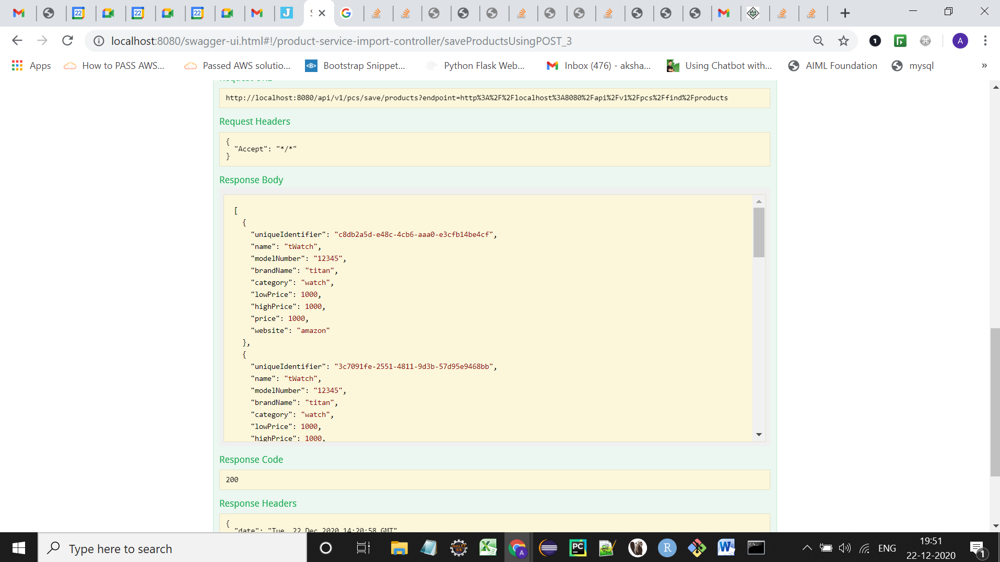 22
22
22
J
S
localhost:8080/swagger-ui.html#!/product-service-import-controller/saveProductsUsingPOST_3
1
A
Apps
How to PASS AWS...
Passed AWS solutio...
<B>
Bootstrap Snippet...
Python Flask Web...
Inbox (476) - aksha...
Using Chatbot with...
AIML Foundation
mysql
»
http://localhost:8080/api/v1/pcs/save/products?endpoint=http%3A%2F%2Flocalhost%3A8080%2Fapi%2Fv1%2Fpcs%2Ffind%2Fproducts
Request Headers
{
"Accept": "*/*"
}
Response Body
[
{
"uniqueIdentifier": "c8db2a5d-e48c-4cb6-aaa0-e3cfb14be4cf",
"name": "tWatch",
"modelNumber": "12345",
"brandName": "titan",
"category": "watch",
"lowPrice": 1000,
"highPrice": 1000,
"price": 1000,
"website": "amazon"
},
{
"uniqueIdentifier": "3c7091fe-2551-4811-9d3b-57d95e9468bb",
"name": "tWatch",
"modelNumber": "12345",
"brandName": "titan",
"category": "watch",
"lowPrice": 1000,
"highPrice": 1000,
Response Code
200
Response Headers
{
"date": "Tue, 22 Dec 2020 14:20:58 GMT"
Type here to search
A
PC
R
W
ENG
19:51
22-12-2020
1